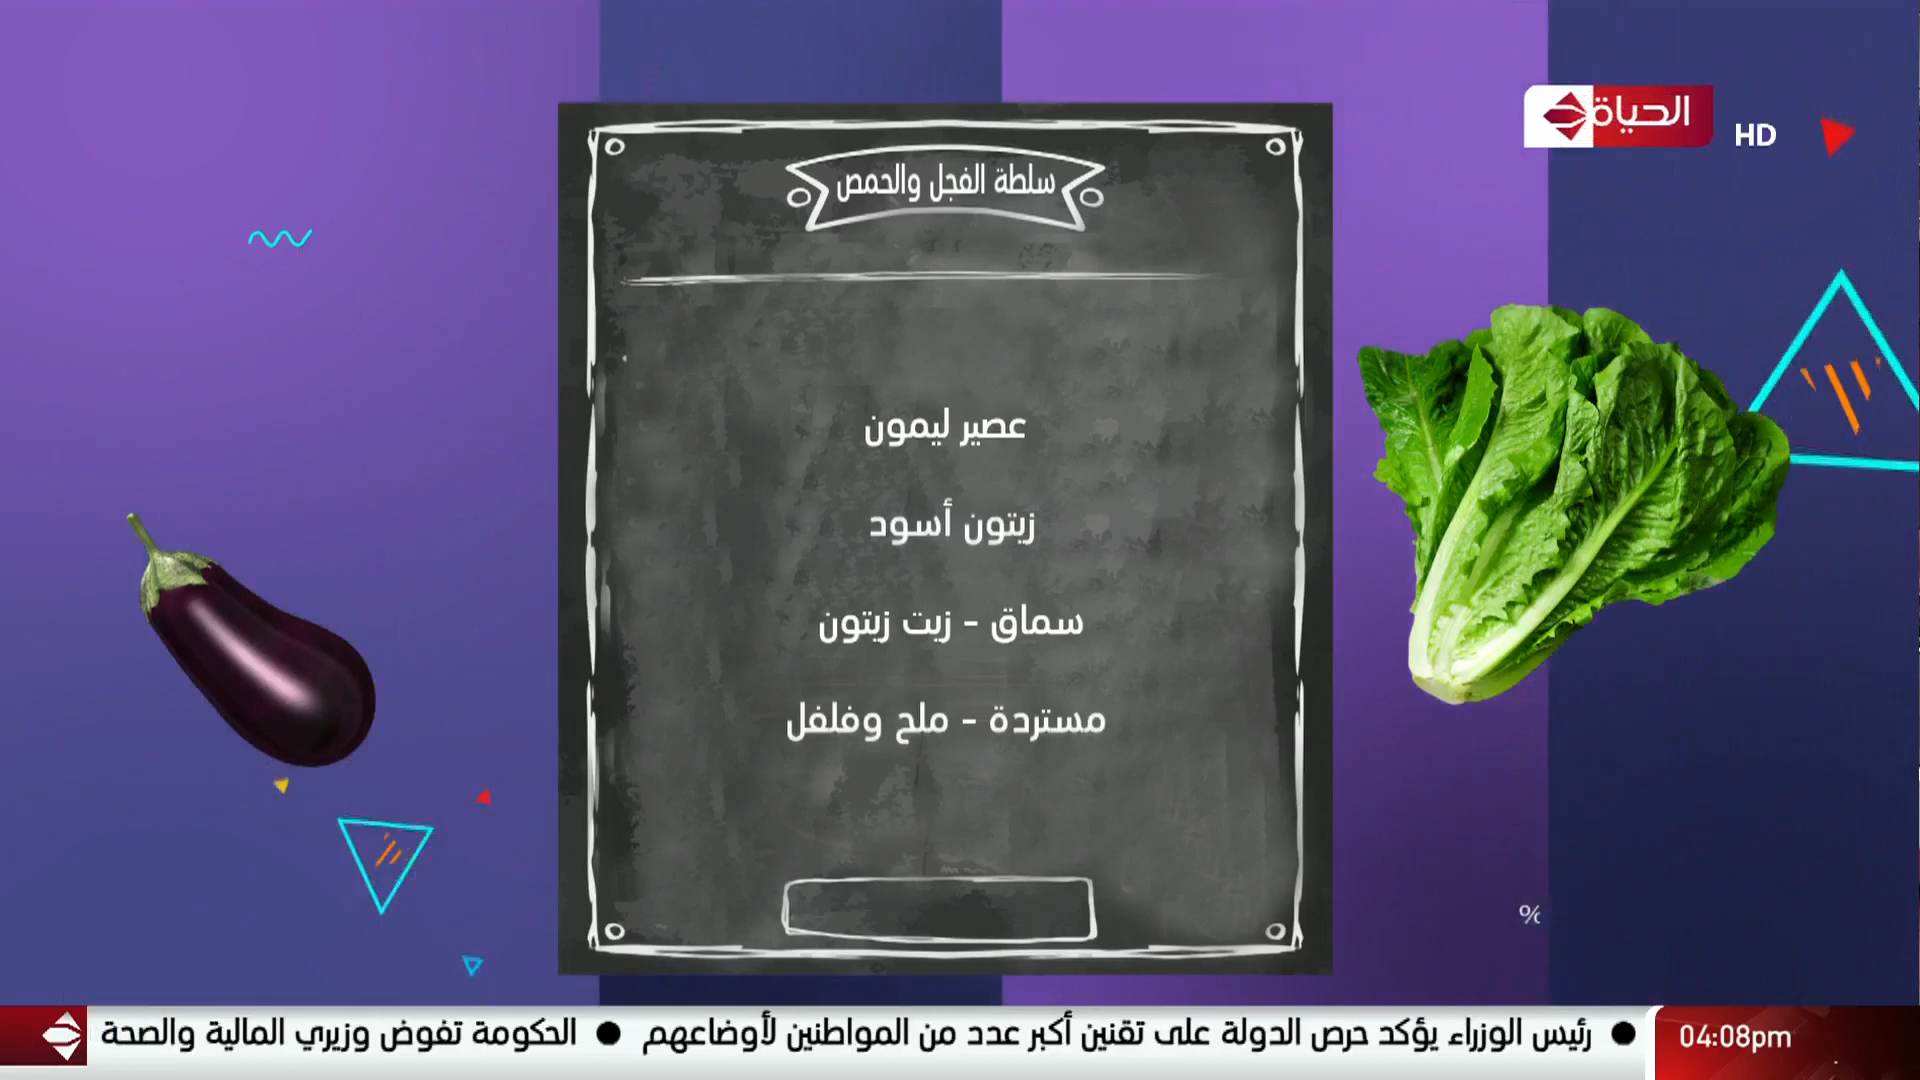 الحياة
HD
سلطة الفجل والحمص
عصير ليمون
زيتون أسود
سماق - زيت زيتون
مستردة - ملح وفلفل
%
04:08pm
● رئيس الوزراء يؤكد حرص الدولة على تقنين أكبر عدد من المواطنين لأوضاعهم ● الحكومة تفوض وزيري المالية والصحة